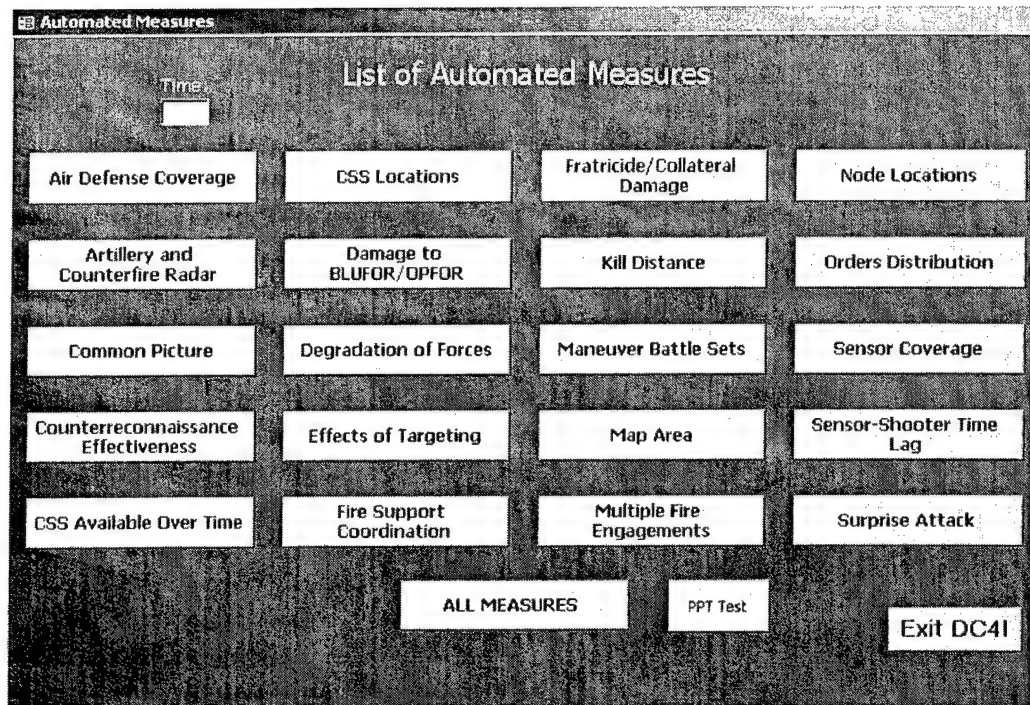 Automated Measures
List of Automated Measures
Time
Air Defense Coverage
CSS Locations
Fratricide/Collateral
Damage
Node Locations
Artillery and
Counterfire Radar
Damage to
BLUFOR/OPFOR
Kill Distance
Orders Distribution
Common Picture
Degradation of Forces
Maneuver Battle Sets
Sensor Coverage
Counterreconnaissance
Effectiveness
Effects of Targeting
Map Area
Sensor-Shooter Time
Lag
CSS Available Over Time
Fire Support
Coordination
Multiple Fire
Engagements
Surprise Attack
ALL MEASURES
PPT Test
Exit DC4I